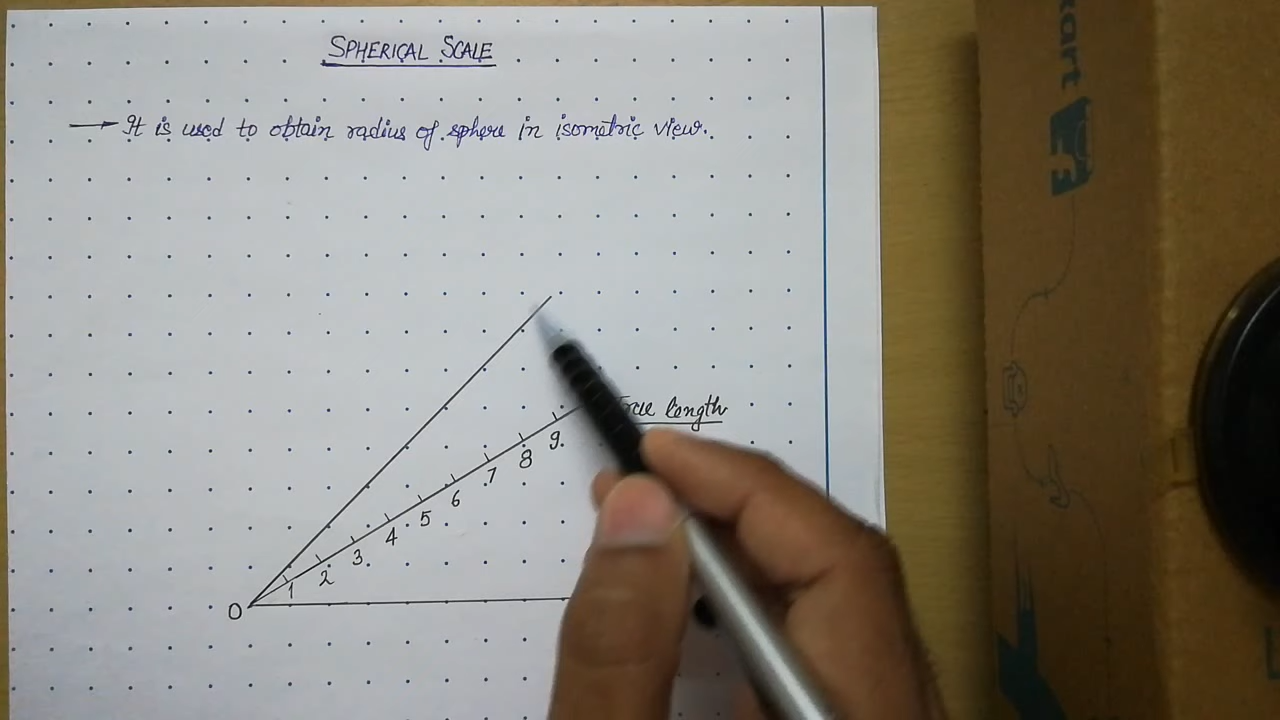 SPHERICAL SCALE
→ It is used to obtain radius of sphere in isometric view.
True length
9
8
7
6
5
4
3
2
1
O